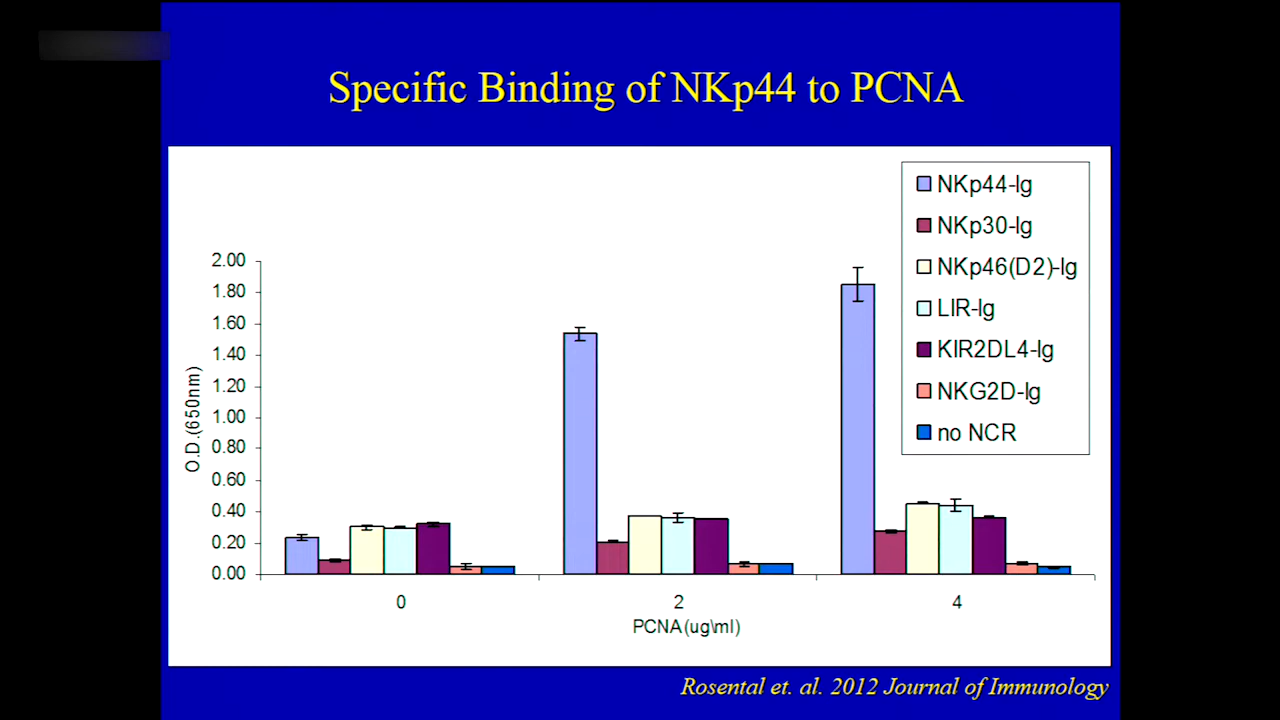 Specific Binding of NKp44 to PCNA
NKp44-Ig
NKp30-Ig
NKp46(D2)-Ig
LIR-Ig
KIR2DL4-Ig
NKG2D-Ig
no NCR
2.00
1.80
1.60
1.40
1.20
1.00
0.80
0.60
0.40
0.20
0.00
O.D.(650nm)
0 2 4
PCNA(ug\ml)
Rosental et. al. 2012 Journal of Immunology